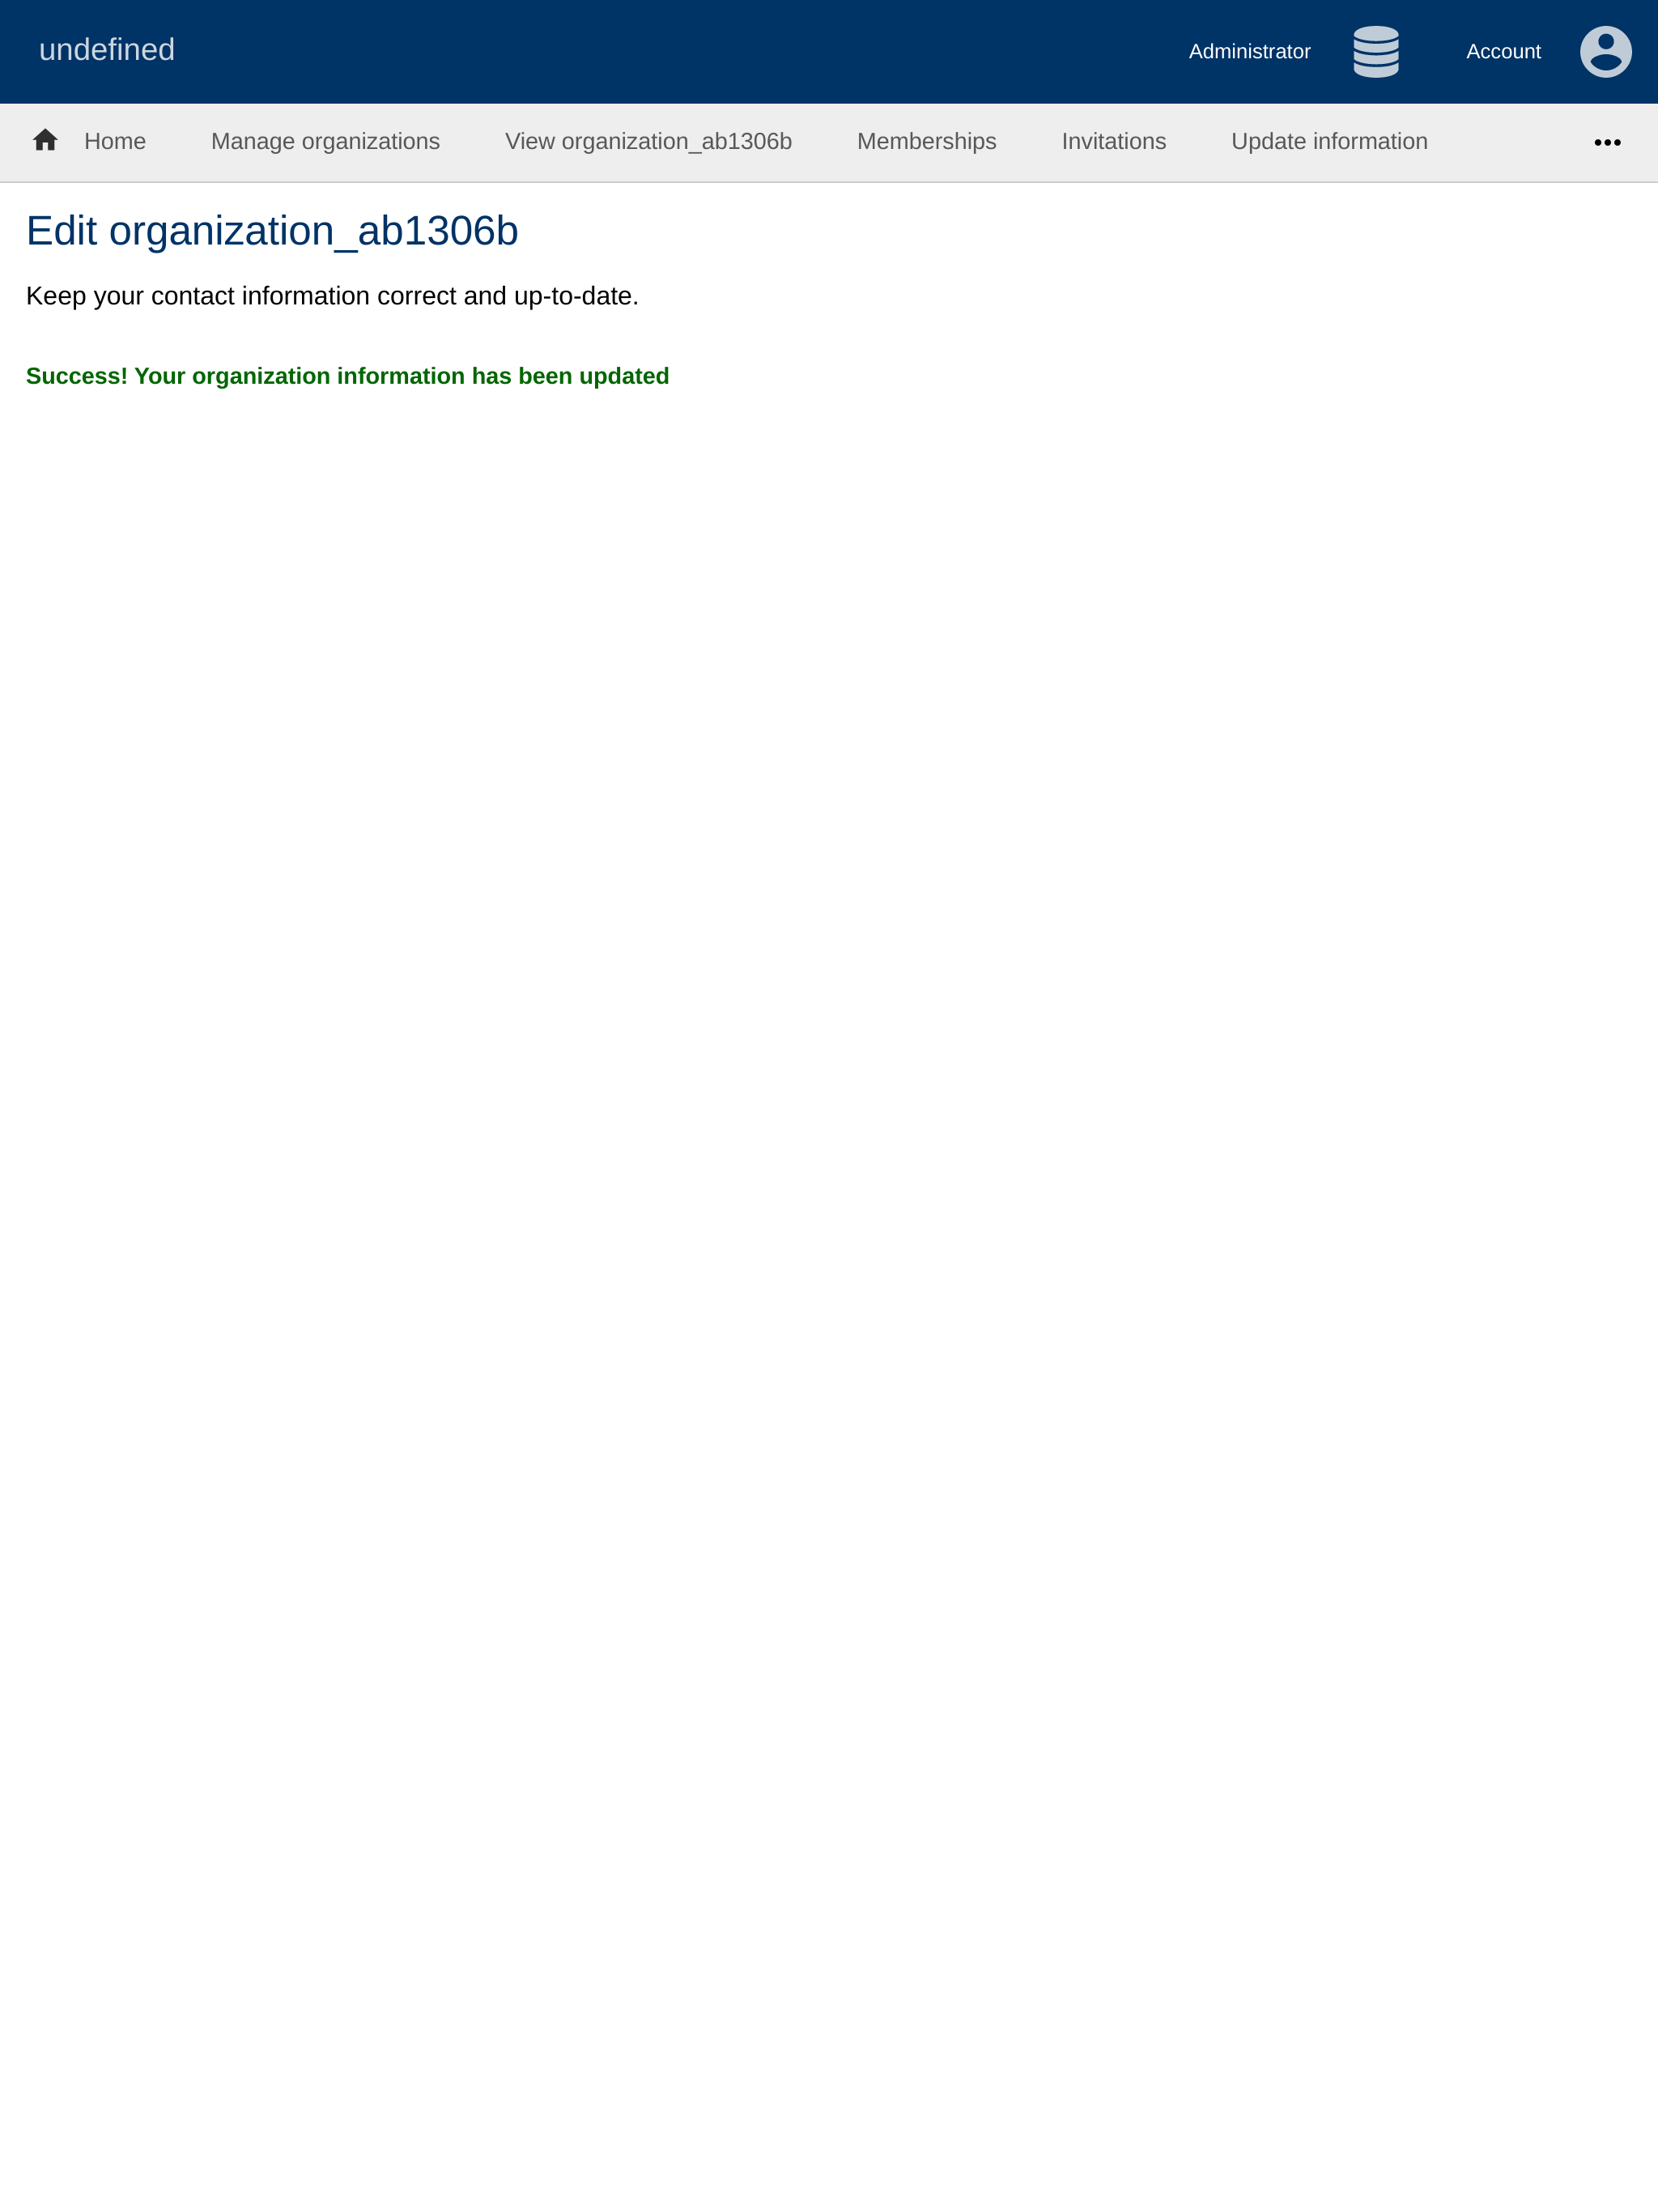 undefined
Administrator
Account
Home
Manage organizations
View organization_ab1306b
Memberships
Invitations
Update information
Edit organization_ab1306b
Keep your contact information correct and up-to-date.
Success! Your organization information has been updated